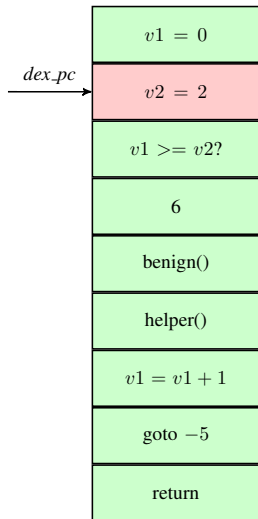 v1 = 0
dex_pc
v2 = 2
v1 >= v2?
6
benign()
helper()
v1 = v1 + 1
goto −5
return